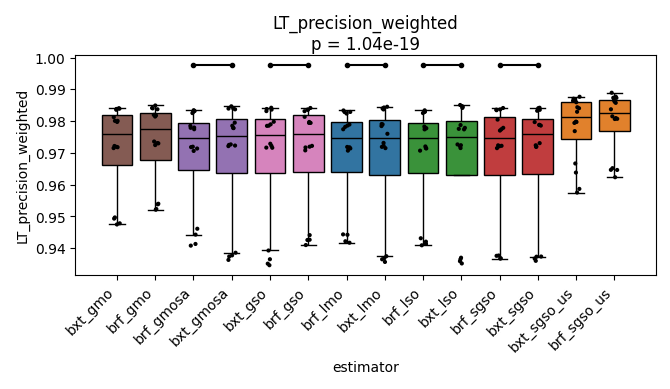 LT_precision_weighted
p = 1.04e-19
LT_precision_weighted
1.00
0.99
0.98
0.97
0.96
0.95
0.94
bxt_gmo
brf_gmo
brf_gmosa
bxt_gmosa
bxt_gso
brf_gso
brf_lmo
bxt_lmo
brf_lso
bxt_lso
brf_sgso
bxt_sgso
bxt_sgso_us
brf_sgso_us
estimator